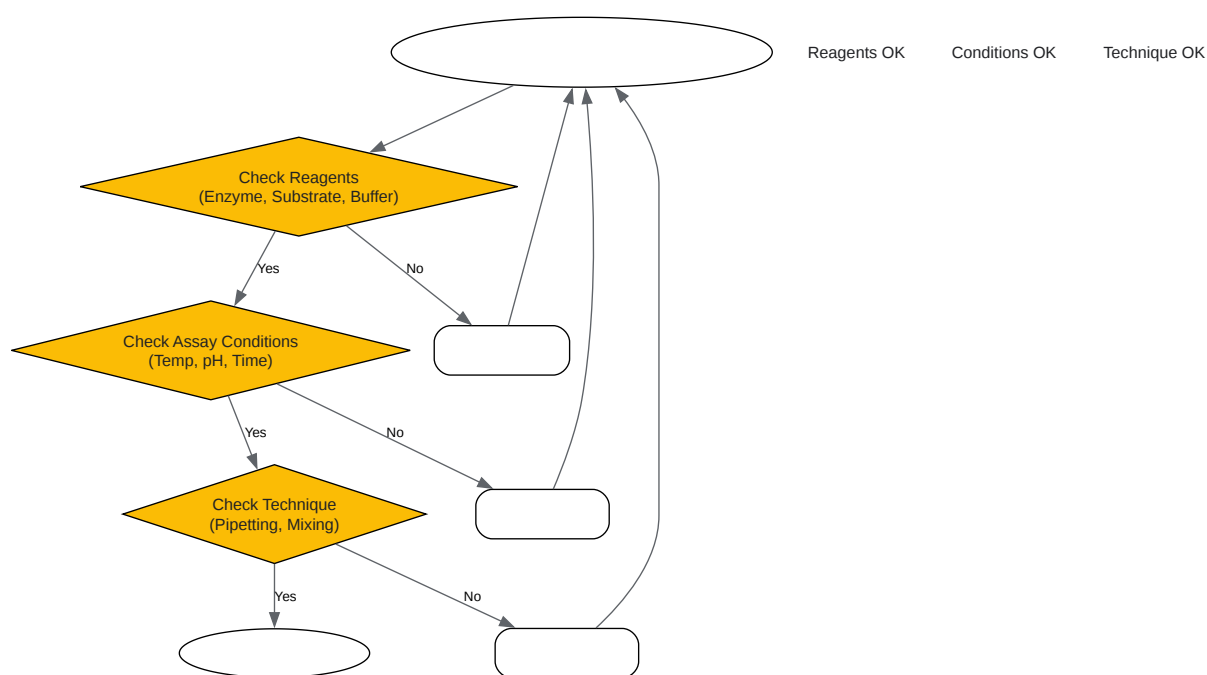 Reagents OK
Conditions OK
Technique OK
Check Reagents
(Enzyme, Substrate, Buffer)
Yes
No
Check Assay Conditions
(Temp, pH, Time)
Yes
No
Check Technique
(Pipetting, Mixing)
Yes
No